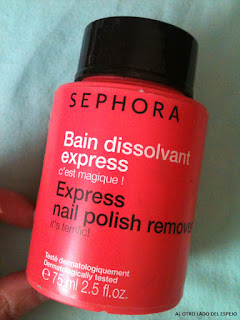 SEPHORA
Bain dissolvant
express
c'est magique !
Express
nail polish remover
it's terrific!
Testé dermatologiquement
Dermatologically tested
℮ 75 ml 2.5 fl.oz.
AL OTRO LADO DEL ESPEJO